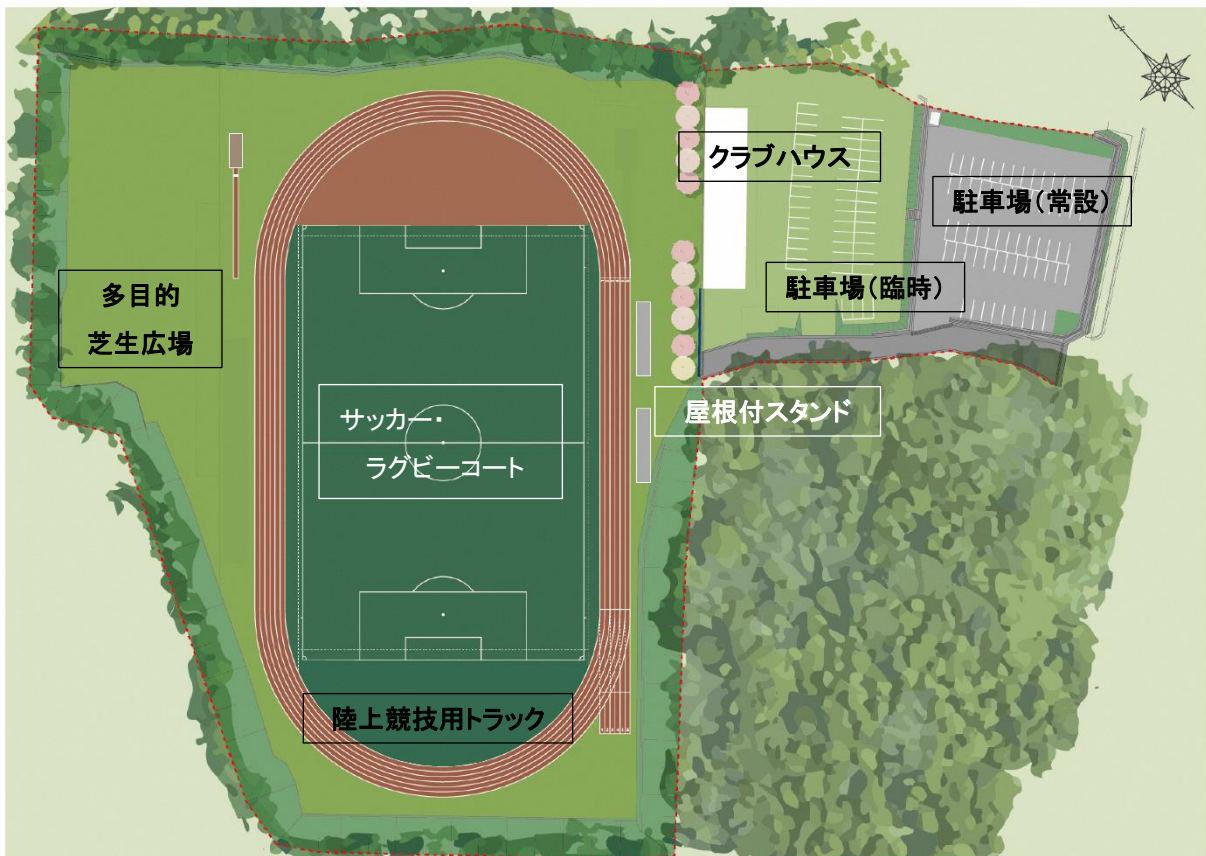 クラブハウス
駐車場(常設)
駐車場(臨時)
多目的
芝生広場
サッカー・
ラグビーコート
屋根付スタンド
陸上競技用トラック